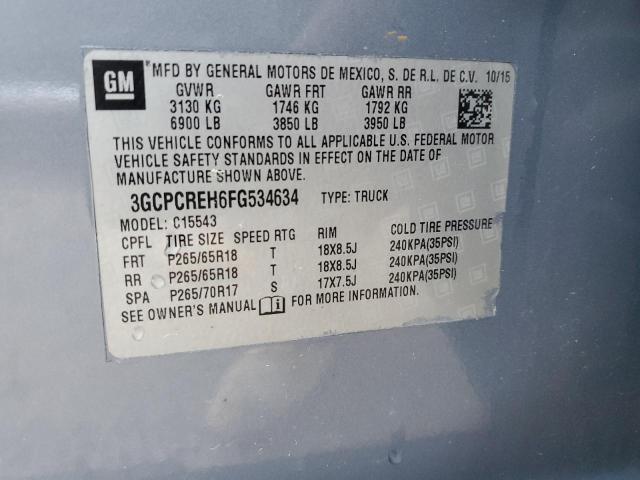 GM *MFD BY GENERAL MOTORS DE MEXICO, S. DE R.L. DE C.V. 10/15
GVWR GAWR FRT GAWR RR
3130 KG 1746 KG 1792 KG
6900 LB 3850 LB 3950 LB
THIS VEHICLE CONFORMS TO ALL APPLICABLE U.S. FEDERAL MOTOR
VEHICLE SAFETY STANDARDS IN EFFECT ON THE DATE OF
MANUFACTURE SHOWN ABOVE.
3GCPCREH6FG534634 TYPE: TRUCK
MODEL: C15543
CPFL TIRE SIZE SPEED RTG RIM COLD TIRE PRESSURE
FRT P265/65R18 T 18X8.5J 240KPA(35PSI)
RR P265/65R18 T 18X8.5J 240KPA(35PSI)
SPA P265/70R17 S 17X7.5J 240KPA(35PSI)
SEE OWNER'S MANUAL FOR MORE INFORMATION.